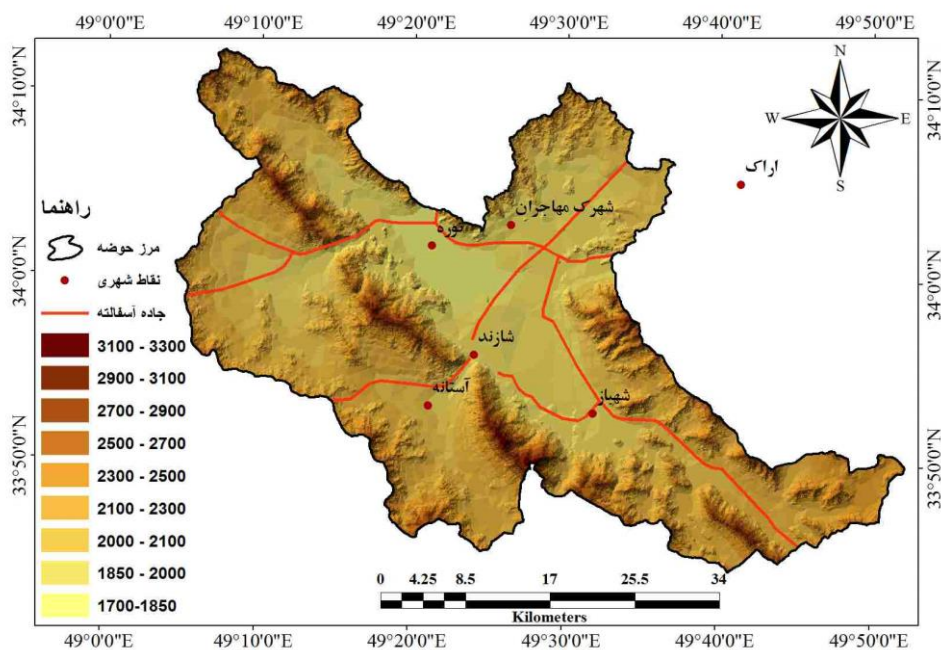 49°0'0"E 49°10'0"E 49°20'0"E 49°30'0"E 49°40'0"E 49°50'0"E
34°10'0"N 34°10'0"N
N
W E
S
اراک
شهرک مهاجران
توره
راهنما
مرز حوضه
نقاط شهری
جاده آسفالته
34°0'0"N 34°0'0"N
شازند
آستانه
شهباز
3100 - 3300
2900 - 3100
2700 - 2900
2500 - 2700
2300 - 2500
2100 - 2300
2000 - 2100
1850 - 2000
1700-1850
33°50'0"N 33°50'0"N
0 4.25 8.5 17 25.5 34
Kilometers
49°0'0"E 49°10'0"E 49°20'0"E 49°30'0"E 49°40'0"E 49°50'0"E